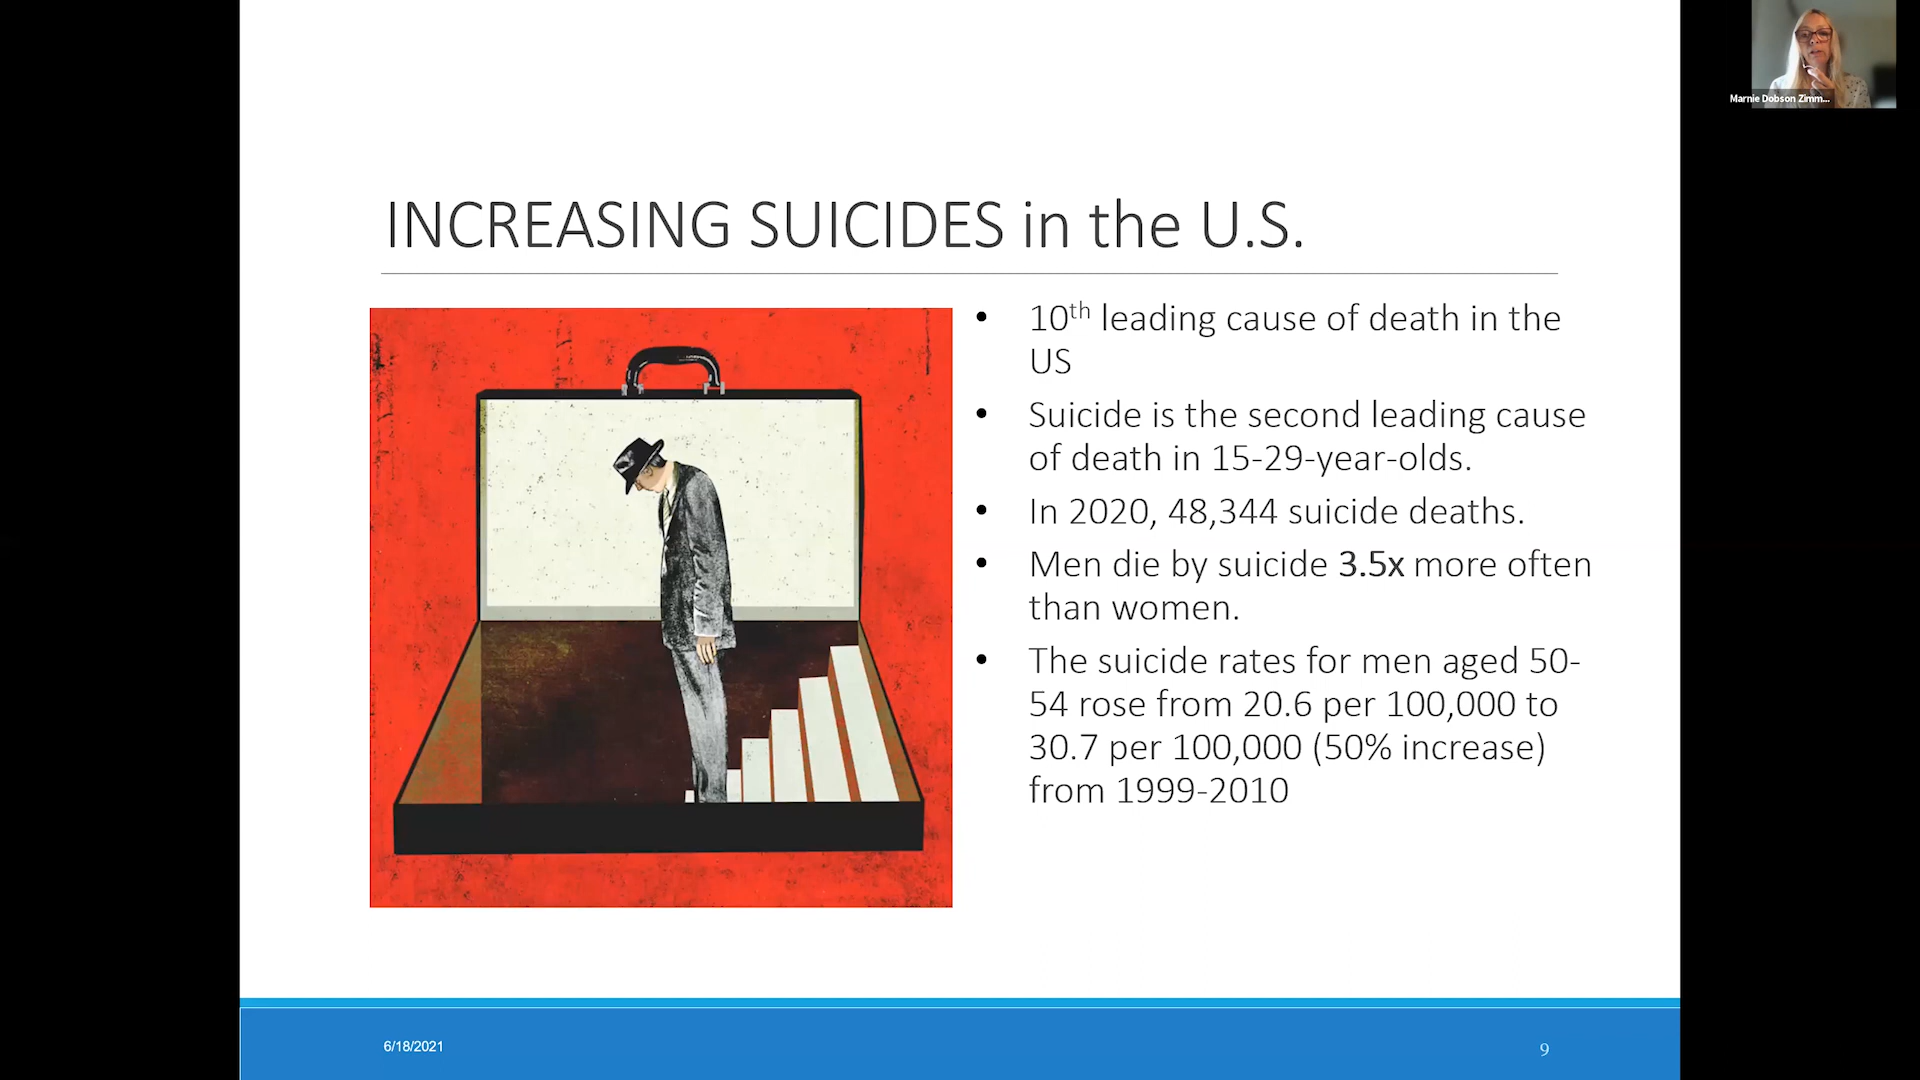 Marnie Dobson Zimm...
INCREASING SUICIDES in the U.S.
• 10th leading cause of death in the
US
• Suicide is the second leading cause
of death in 15-29-year-olds.
• In 2020, 48,344 suicide deaths.
• Men die by suicide 3.5x more often
than women.
• The suicide rates for men aged 50-
54 rose from 20.6 per 100,000 to
30.7 per 100,000 (50% increase)
from 1999-2010
6/18/2021
9